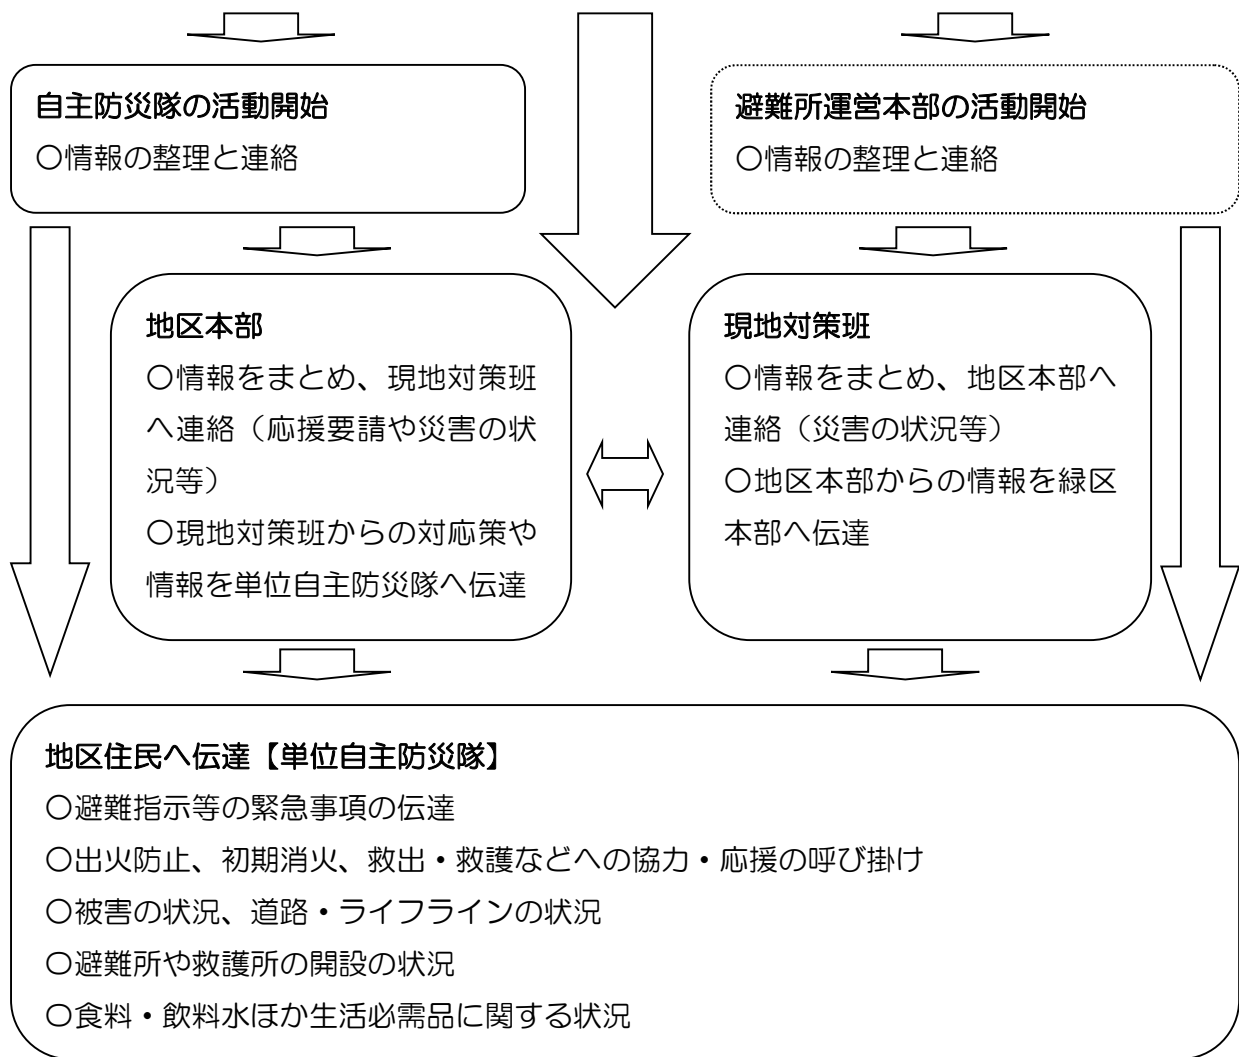 自主防災隊の活動開始
〇情報の整理と連絡
避難所運営本部の活動開始
〇情報の整理と連絡
地区本部
〇情報をまとめ、現地対策班
へ連絡（応援要請や災害の状
況等）
〇現地対策班からの対応策や
情報を単位自主防災隊へ伝達
現地対策班
〇情報をまとめ、地区本部へ
連絡（災害の状況等）
〇地区本部からの情報を緑区
本部へ伝達
地区住民へ伝達【単位自主防災隊】
〇避難指示等の緊急事項の伝達
〇出火防止、初期消火、救出・救護などへの協力・応援の呼び掛け
〇被害の状況、道路・ライフラインの状況
〇避難所や救護所の開設の状況
〇食料・飲料水ほか生活必需品に関する状況